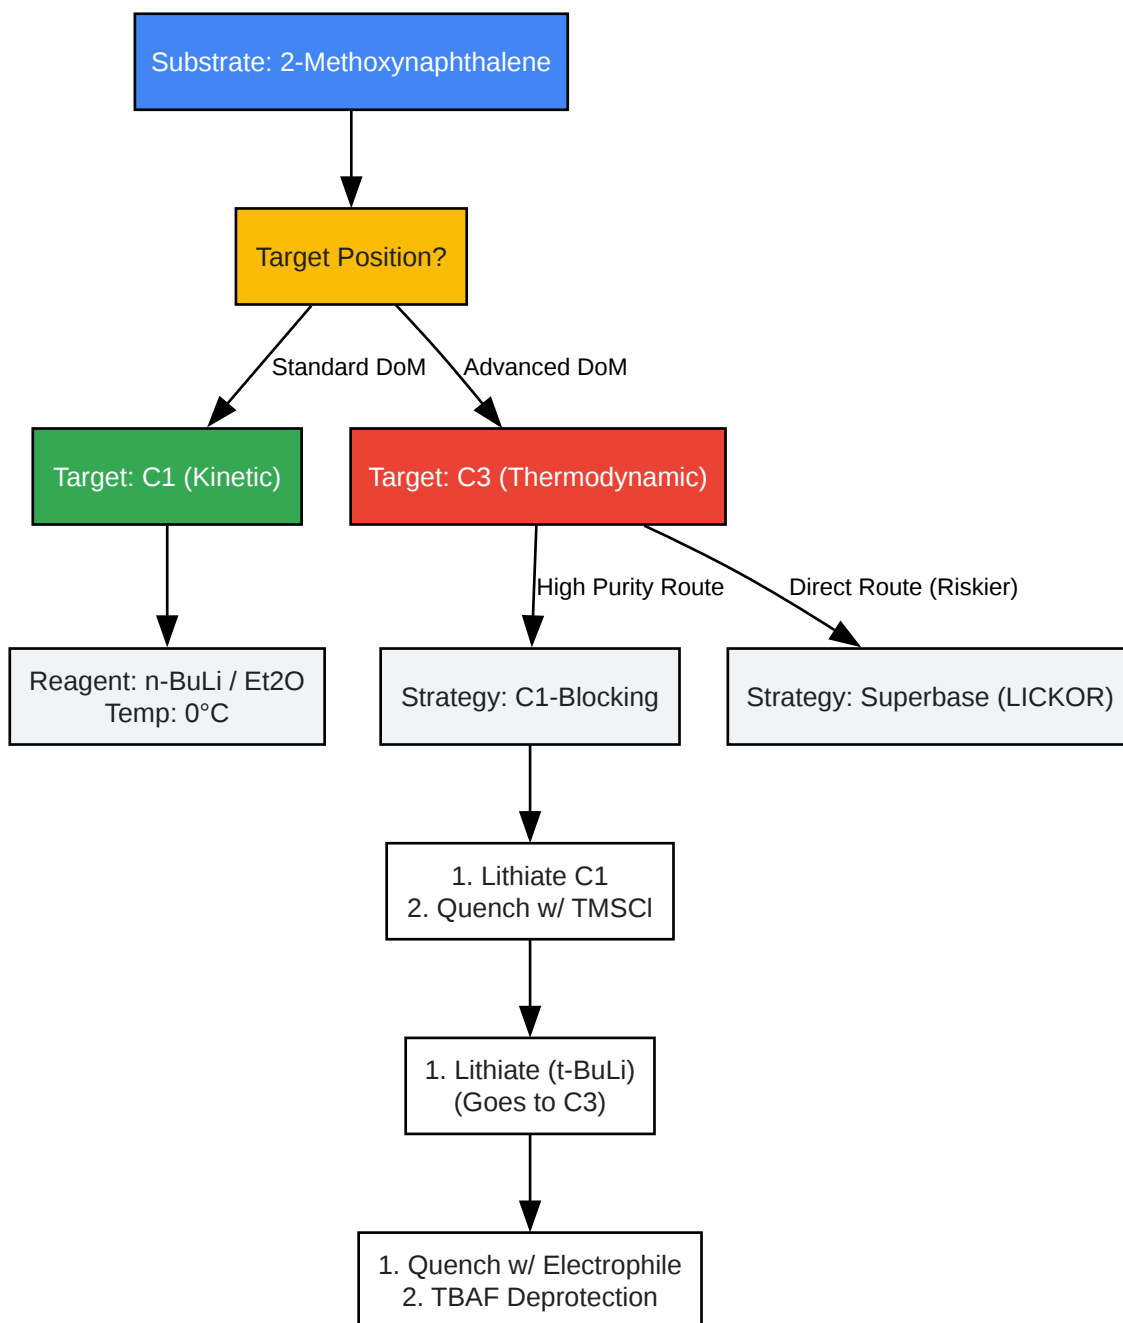 Substrate: 2-Methoxynaphthalene
Target Position?
Standard DoM
Advanced DoM
Target: C1 (Kinetic)
Target: C3 (Thermodynamic)
High Purity Route
Direct Route (Riskier)
Reagent: n-BuLi / Et2O
Temp: 0°C
Strategy: C1-Blocking
Strategy: Superbase (LICKOR)
1. Lithiate C1
2. Quench w/ TMSCl
1. Lithiate (t-BuLi)
(Goes to C3)
1. Quench w/ Electrophile
2. TBAF Deprotection